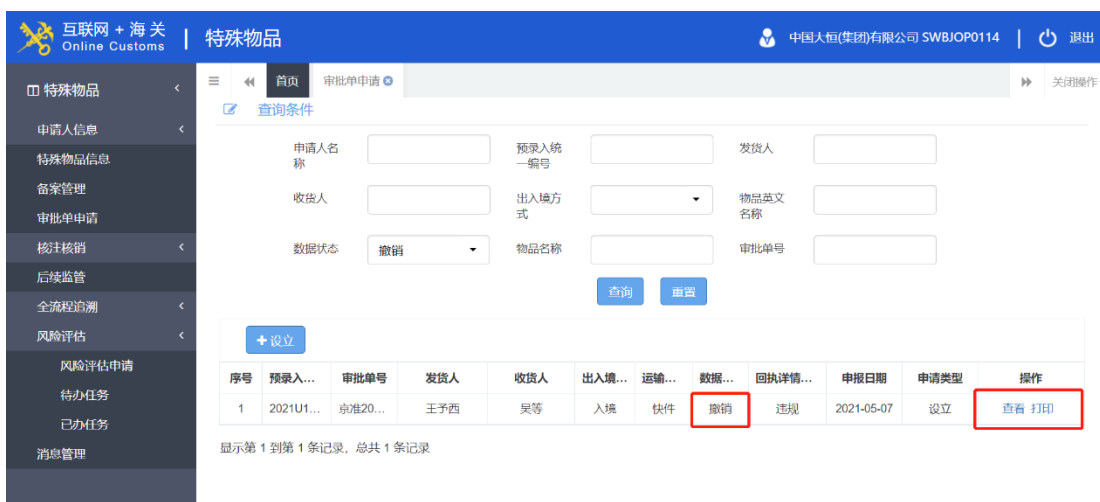 互联网 + 海 关
Online Customs
特殊物品
中国大恒(集团)有限公司 SWBJOP0114
退出
特殊物品
申请人信息
特殊物品信息
备案管理
审批单申请
核注核销
后续监管
全流程追溯
风险评估
风险评估申请
待办任务
已办任务
消息管理
首页 审批单申请 关闭操作
查询条件
申请人名称
预录入统一编号
发货人
收货人
出入境方式
物品英文名称
数据状态 撤销
物品名称
审批单号
查询 重置
+设立
序号 预录入... 审批单号 发货人 收货人 出入境... 运输... 数据... 回执详情... 申报日期 申请类型 操作
1 2021U1... 京准20... 王予西 吴等 入境 快件 撤销 违规 2021-05-07 设立 查看 打印
显示第 1 到第 1 条记录，总共 1 条记录